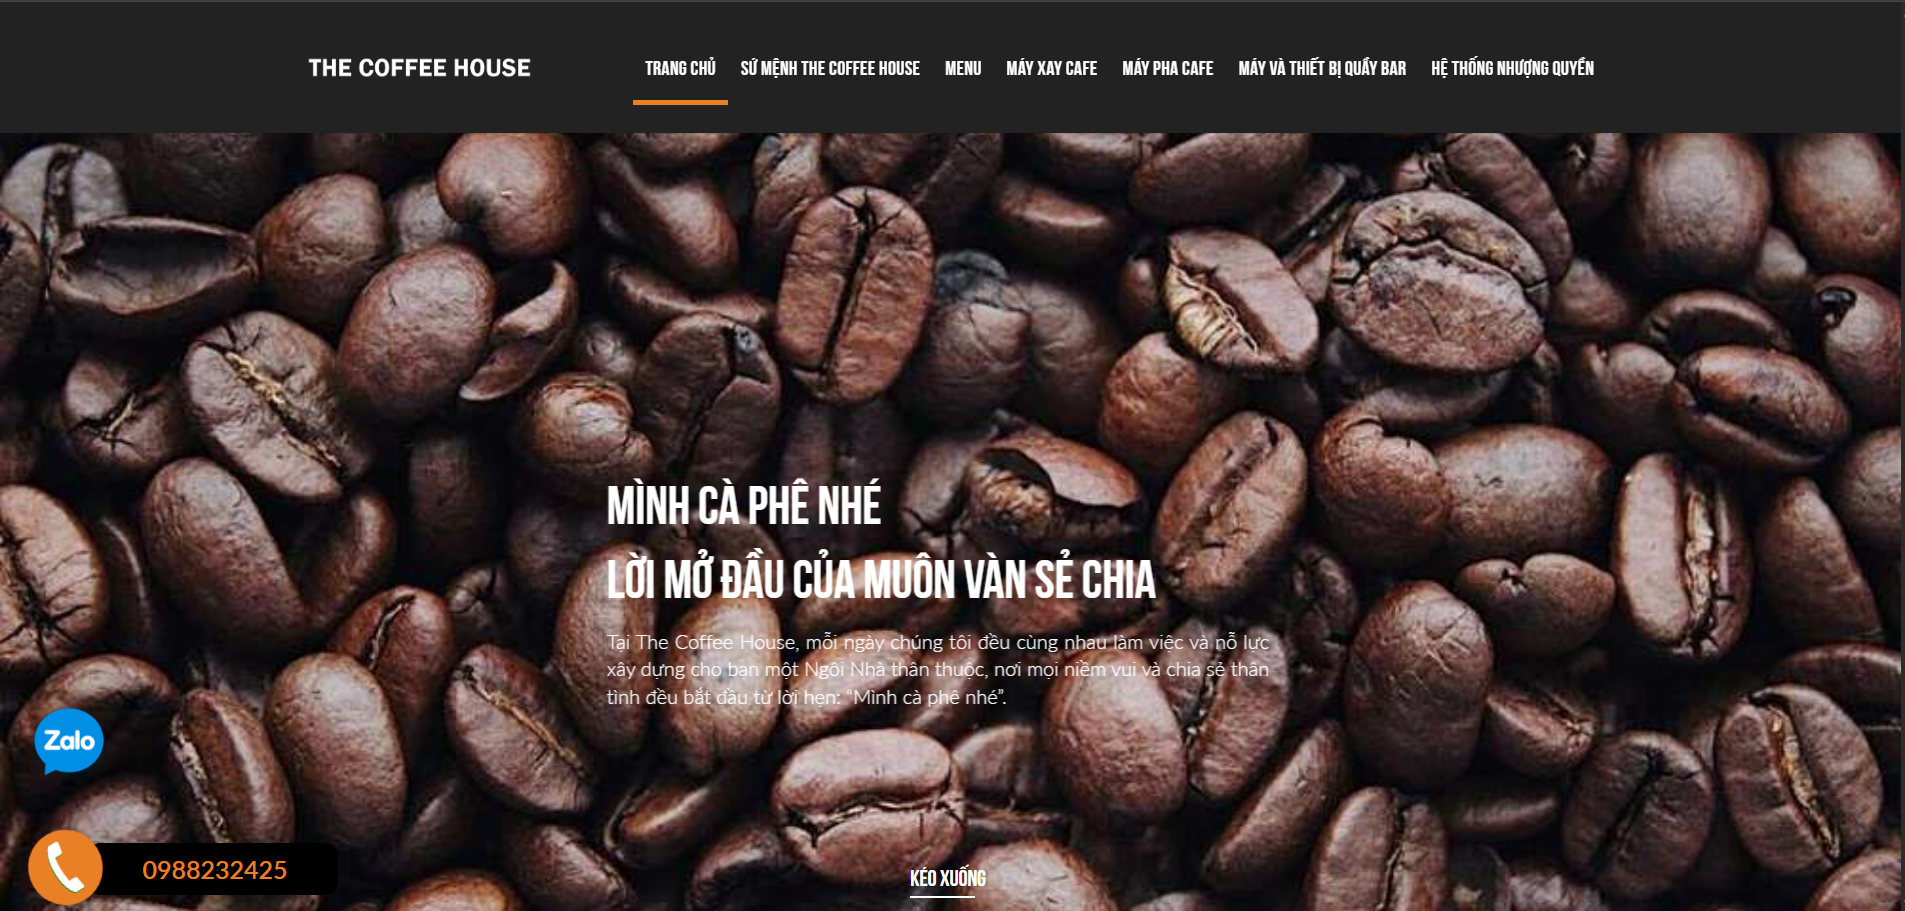 THE COFFEE HOUSE
TRANG CHỦ
SỨ MỆNH THE COFFEE HOUSE
MENU
MÁY XAY CAFE
MÁY PHA CAFE
MÁY VÀ THIẾT BỊ QUẦY BAR
HỆ THỐNG NHƯỢNG QUYỀN
MÌNH CÀ PHÊ NHÉ
LỜI MỞ ĐẦU CỦA MUÔN VÀN SẺ CHIA
Tại The Coffee House, mỗi ngày chúng tôi đều cùng nhau làm việc và nỗ lực
xây dựng cho bạn một Ngôi Nhà thân thuộc, nơi mọi niềm vui và chia sẻ thân
tình đều bắt đầu từ lời hẹn: “Mình cà phê nhé”.
Zalo
0988232425
KÉO XUỐNG